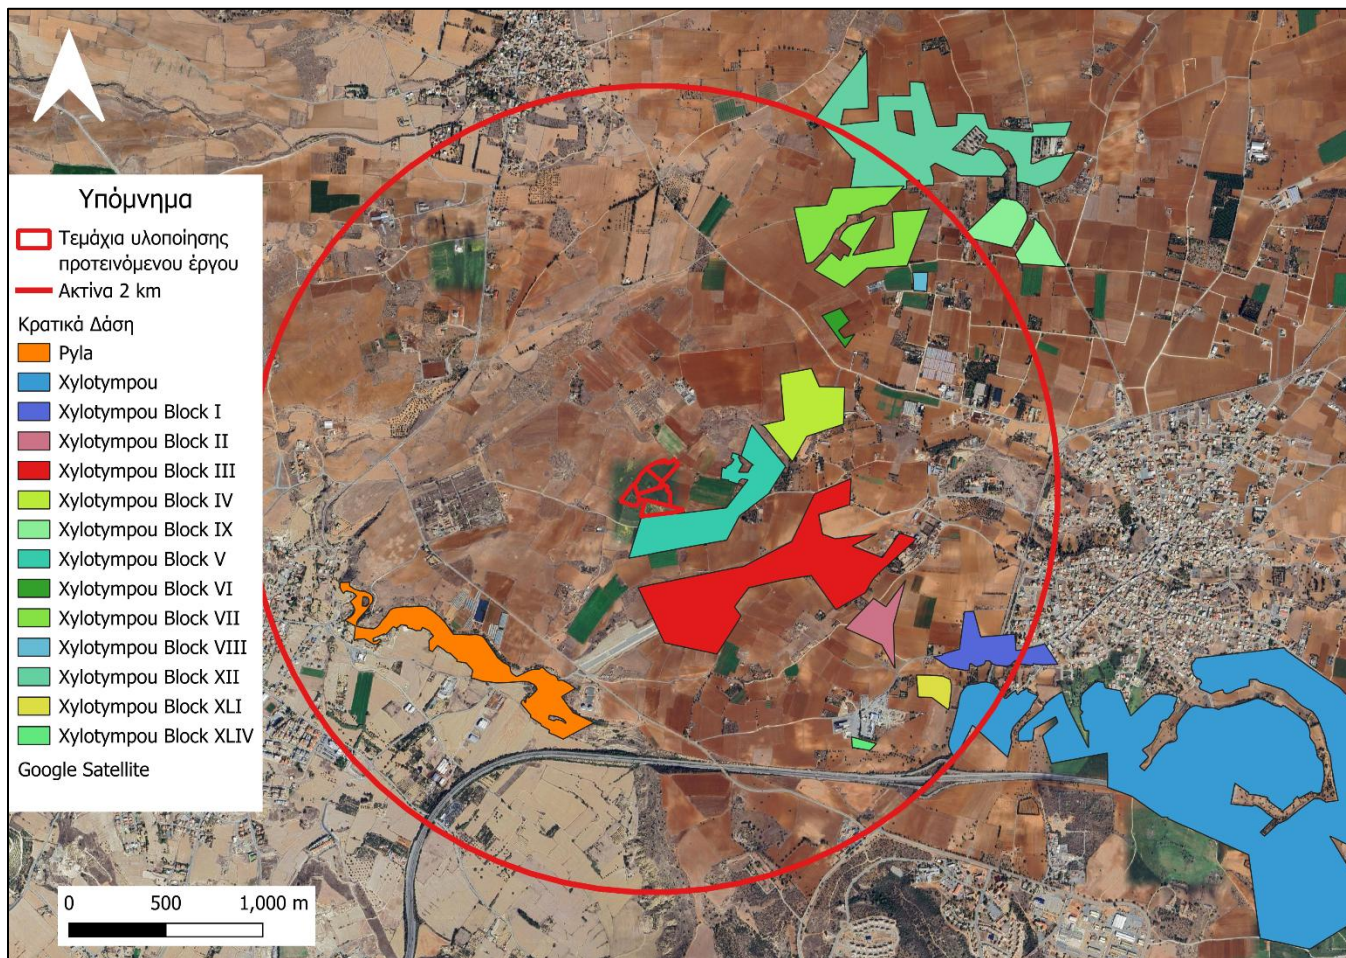 Υπόμνημα
Τεμάχια υλοποίησης
προτεινόμενου έργου
Ακτίνα 2 km
Κρατικά Δάση
Pyla
Xylotympou
Xylotympou Block I
Xylotympou Block II
Xylotympou Block III
Xylotympou Block IV
Xylotympou Block IX
Xylotympou Block V
Xylotympou Block VI
Xylotympou Block VII
Xylotympou Block VIII
Xylotympou Block XII
Xylotympou Block XLI
Xylotympou Block XLIV
Google Satellite
0 500 1,000 m